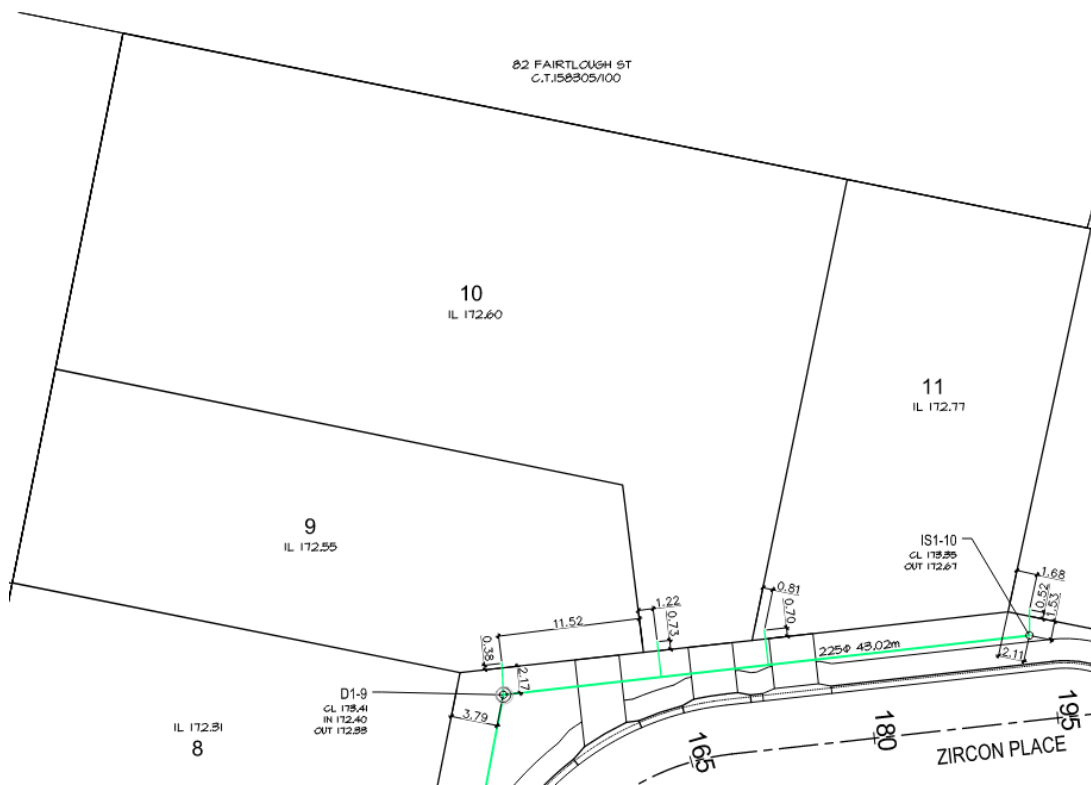 82 FAIRTLOUGH ST
C.T.158305/100
10
IL 172.60
11
IL 172.77
9
IL 172.55
IS1-10
CL 173.35
OUT 172.67
1.68
0.52
1.53
2.11
0.81
0.70
1.22
0.73
11.52
0.38
2.17
225Φ 43.02m
D1-9
CL 173.41
IN 172.40
OUT 172.38
3.79
IL 172.31
8
165
180
195
ZIRCON PLACE